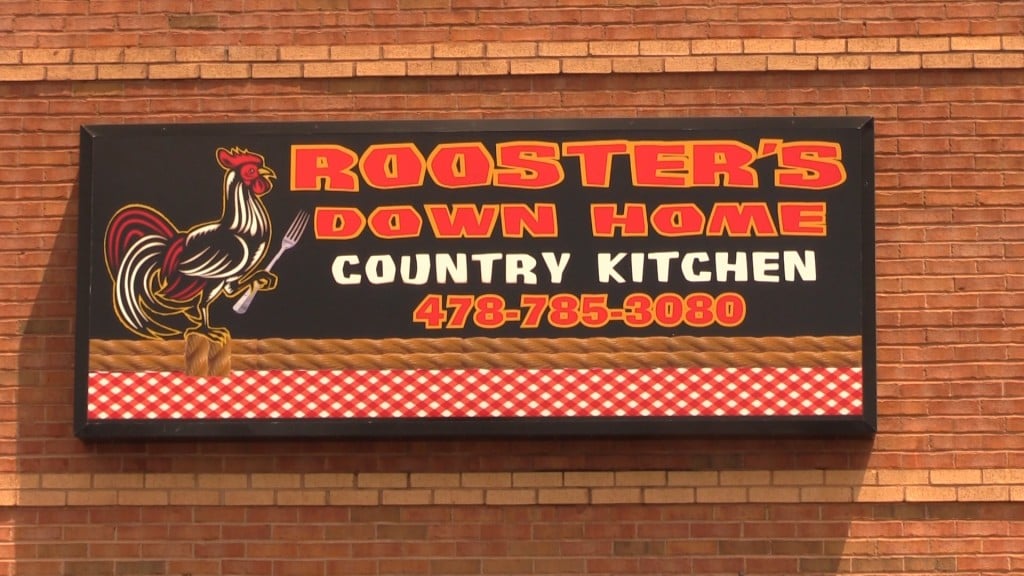 ROOSTER'S
DOWN HOME
COUNTRY KITCHEN
478-785-3080